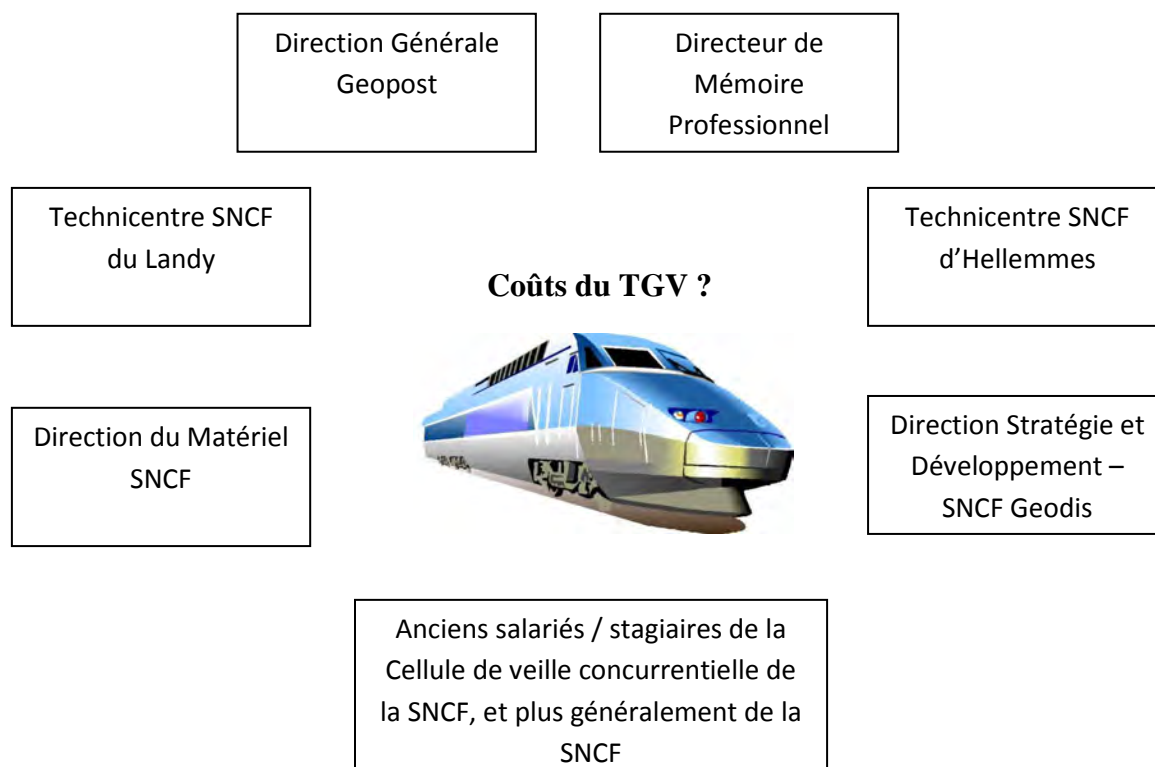 Direction Générale
Geopost
Directeur de
Mémoire
Professionnel
Technicentre SNCF
du Landy
Technicentre SNCF
d’Hellemmes
Coûts du TGV ?
Direction du Matériel
SNCF
Direction Stratégie et
Développement –
SNCF Geodis
Anciens salariés / stagiaires de la
Cellule de veille concurrentielle de
la SNCF, et plus généralement de la
SNCF